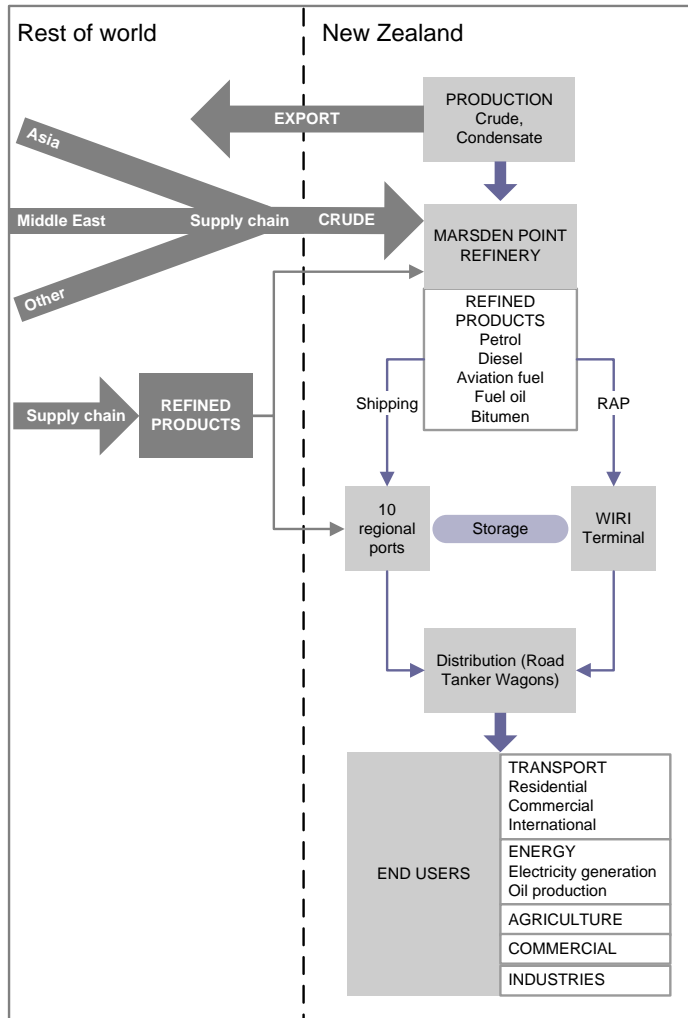 Rest of world
New Zealand
PRODUCTION
Crude,
Condensate
EXPORT
Asia
Middle East
Supply chain
CRUDE
Other
MARSDEN POINT
REFINERY
REFINED
PRODUCTS
Petrol
Diesel
Aviation fuel
Fuel oil
Bitumen
Supply chain
REFINED
PRODUCTS
Shipping
RAP
10
regional
ports
Storage
WIRI
Terminal
Distribution (Road
Tanker Wagons)
END USERS
TRANSPORT
Residential
Commercial
International
ENERGY
Electricity generation
Oil production
AGRICULTURE
COMMERCIAL
INDUSTRIES